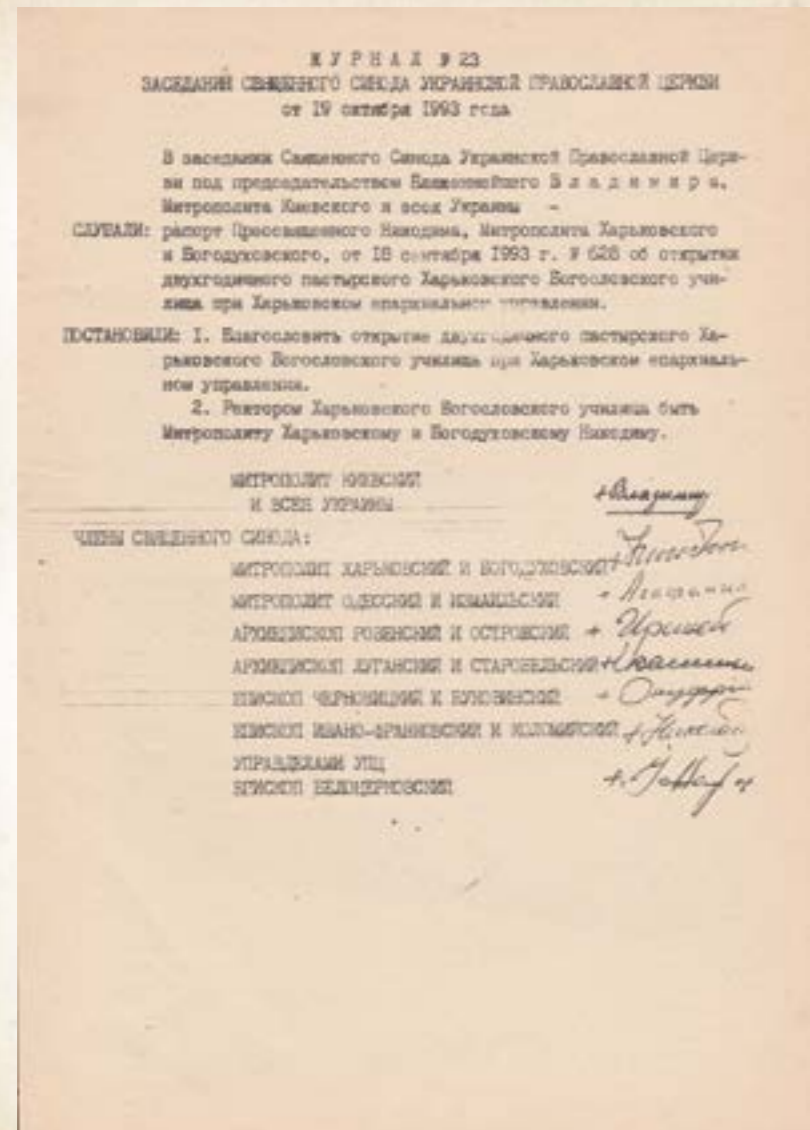 ЖУРНАЛ № 23
ЗАСЕДАНИЯ СВЯЩЕННОГО СИНОДА УКРАИНСКОЙ ПРАВОСЛАВНОЙ ЦЕРКВИ
от 19 октября 1993 года
В заседании Священного Синода Украинской Православной Церк-
ви под председательством Блаженнейшего Владимира,
Митрополита Киевского и всея Украины -
СЛУШАЛИ: рапорт Преосвященного Никодима, Митрополита Харьковского
и Богодуховского, от 18 сентября 1993 г. № 628 об открытии
двухгодичного пастырского Харьковского Богословского учи-
лища при Харьковском епархиальном управлении.
ПОСТАНОВИЛИ: 1. Благословить открытие двухгодичного пастырского Ха-
рьковского Богословского училища при Харьковском епархиаль-
ном управлении.
2. Ректором Харьковского Богословского училища быть
Митрополиту Харьковскому и Богодуховскому Никодиму.
МИТРОПОЛИТ КИЕВСКИЙ
И ВСЕЯ УКРАИНЫ +Владимир
ЧЛЕНЫ СВЯЩЕННОГО СИНОДА:
МИТРОПОЛИТ ХАРЬКОВСКИЙ И БОГОДУХОВСКИЙ +Никодим
МИТРОПОЛИТ ОДЕССКИЙ И ИЗМАИЛЬСКИЙ +
АРХИЕПИСКОП РОВЕНСКИЙ И ОСТРОЖСКИЙ + Ириней
АРХИЕПИСКОП ЛУГАНСКИЙ И СТАРОБЕЛЬСКИЙ +
ЕПИСКОП ЧЕРНОВИЦКИЙ И БУКОВИНСКИЙ +
ЕПИСКОП ИВАНО-ФРАНКОВСКИЙ И КОЛОМИЙСКИЙ +
УПРАВДЕЛАМИ УПЦ
ЕПИСКОП БЕЛОЦЕРКОВСКИЙ +